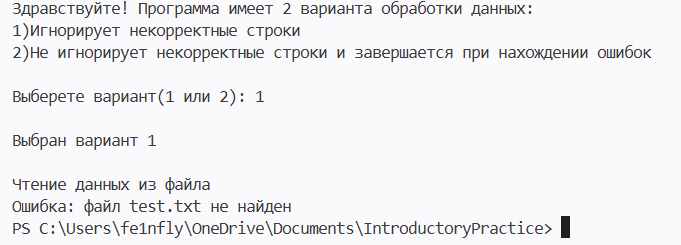 Здравствуйте! Программа имеет 2 варианта обработки данных:
1)Игнорирует некорректные строки
2)Не игнорирует некорректные строки и завершается при нахождении ошибок
Выберете вариант(1 или 2): 1
Выбран вариант 1
Чтение данных из файла
Ошибка: файл test.txt не найден
PS C:\Users\fe1nfly\OneDrive\Documents\IntroductoryPractice>